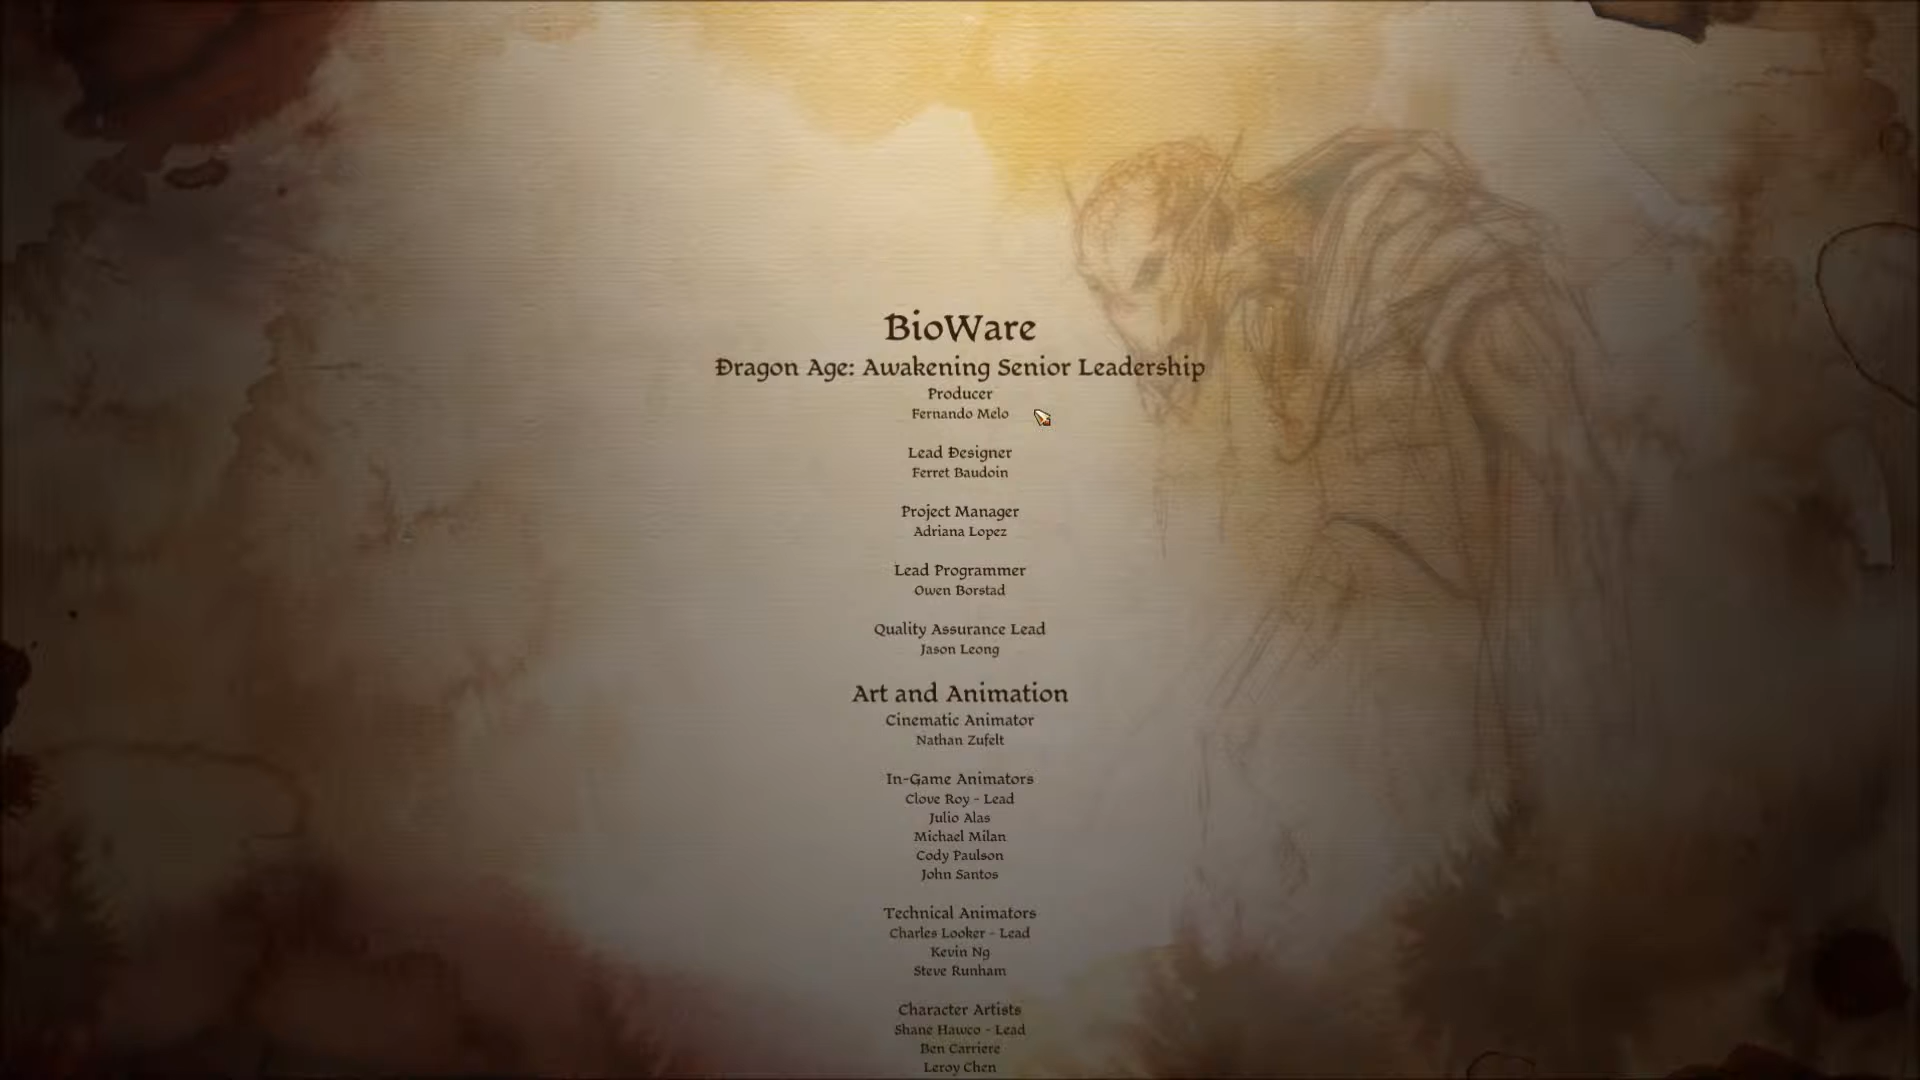 BioWare
Dragon Age: Awakening Senior Leadership
Producer
Fernando Melo
Lead Designer
Ferret Baudoin
Project Manager
Adriana Lopez
Lead Programmer
Owen Borstad
Quality Assurance Lead
Jason Leong
Art and Animation
Cinematic Animator
Nathan Zufelt
In-Game Animators
Clove Roy - Lead
Julio Alas
Michael Milan
Cody Paulson
John Santos
Technical Animators
Charles Looker - Lead
Kevin Ng
Steve Runham
Character Artists
Shane Hawco - Lead
Ben Carriere
Leroy Chen